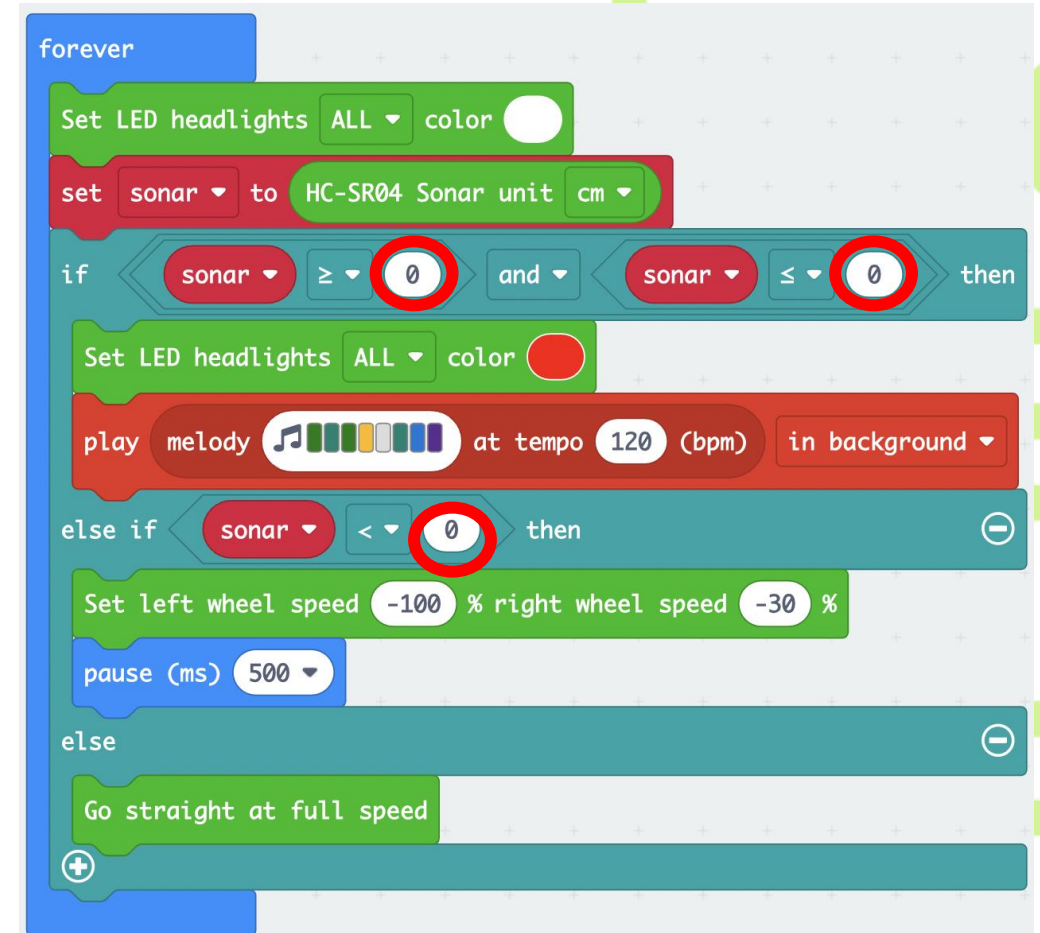 forever
Set LED headlights ALL color
set sonar to HC-SR04 Sonar unit cm
if sonar ≥ 0 and sonar ≤ 0 then
Set LED headlights ALL color
play melody at tempo 120 (bpm) in background
else if sonar < 0 then
Set left wheel speed -100 % right wheel speed -30 %
pause (ms) 500
else
Go straight at full speed